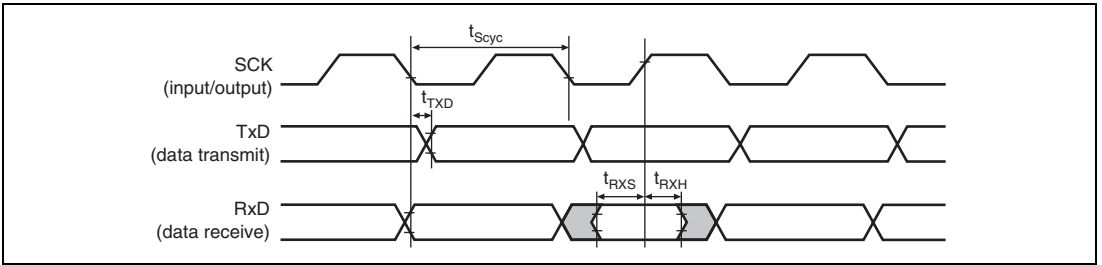 tScyc
SCK
(input/output)
tTXD
TxD
(data transmit)
tRXS tRXH
RxD
(data receive)